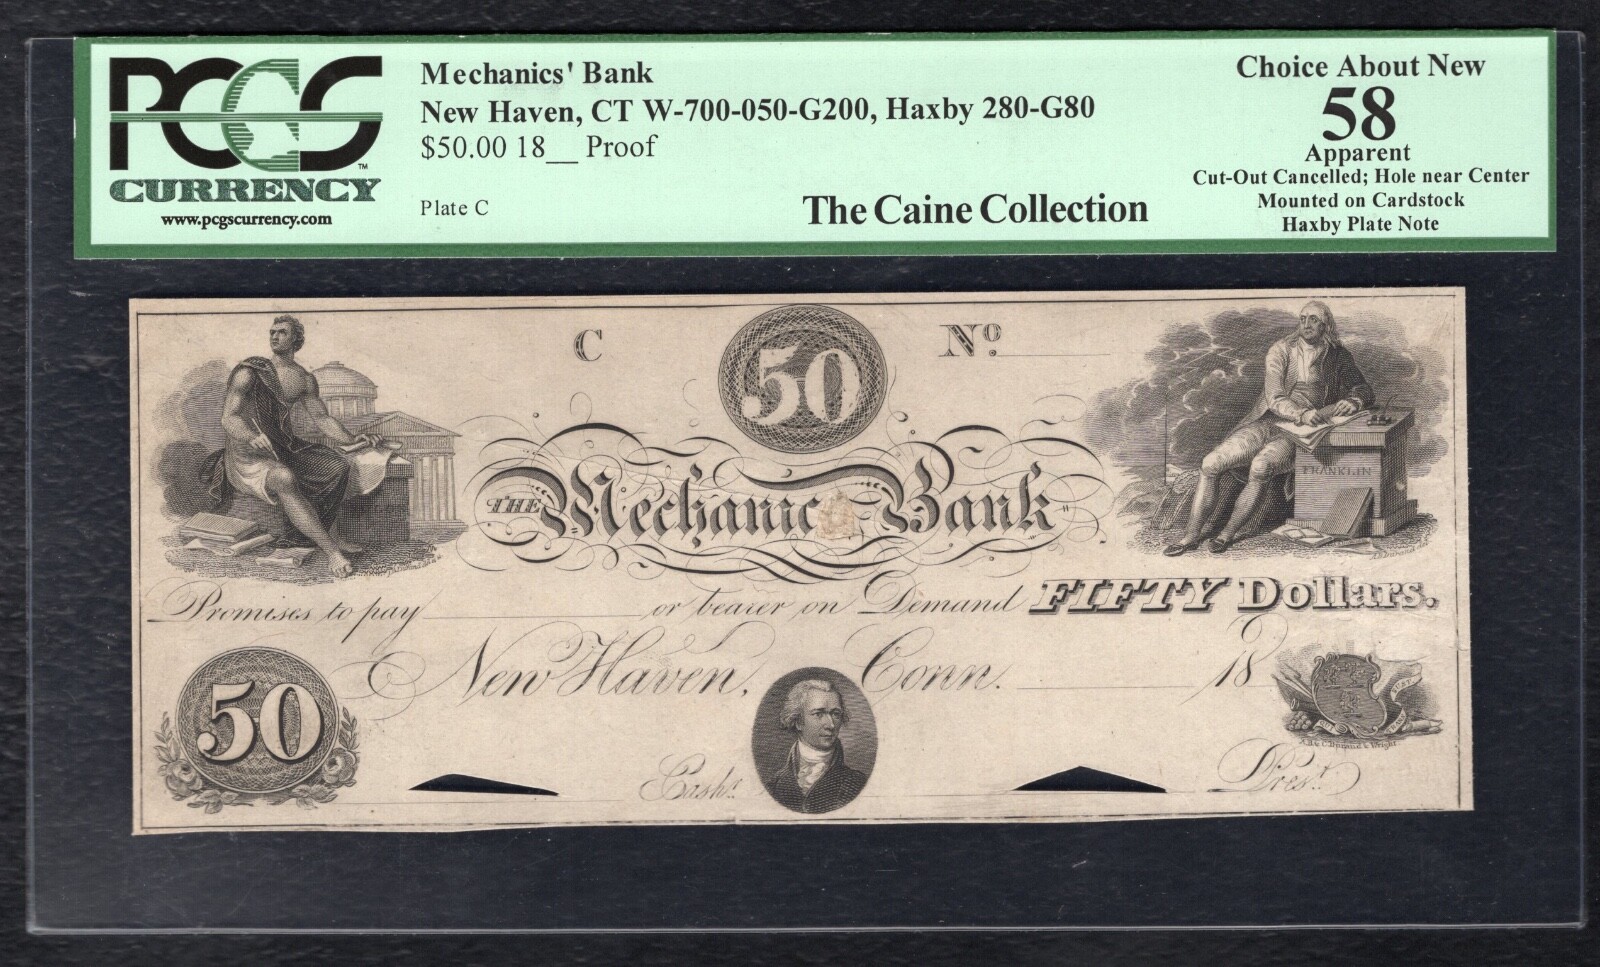 PCGS
™
CURRENCY
www.pcgscurrency.com
Mechanics' Bank
New Haven, CT W-700-050-G200, Haxby 280-G80
$50.00 18__ Proof
Plate C
The Caine Collection
Choice About New
58
Apparent
Cut-Out Cancelled; Hole near Center
Mounted on Cardstock
Haxby Plate Note
C
50
No.
FRANKLIN
THE Mechanic Bank
Promises to pay or bearer on Demand FIFTY Dollars.
New Haven, Conn. 18
50
A.B. & C. Durand & Wright
Cashr.
Prest.